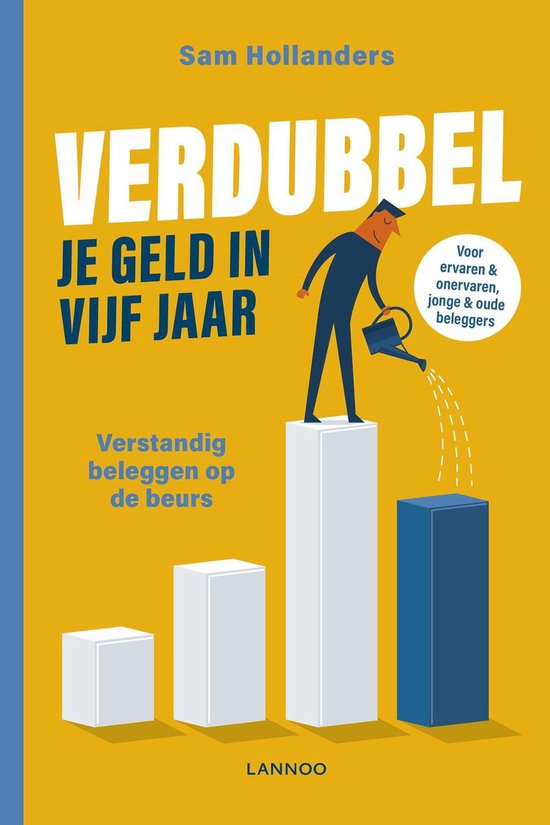 Sam Hollanders
VERDUBBEL
JE GELD IN
VIJF JAAR
Voor
ervaren &
onervaren,
jonge & oude
beleggers
Verstandig
beleggen op
de beurs
LANNOO